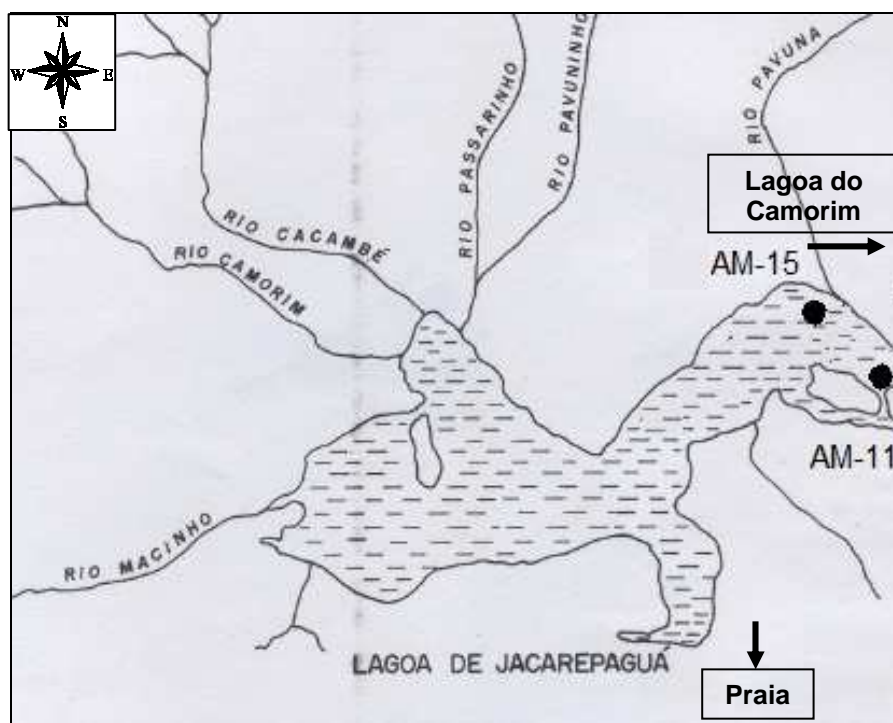 N
W E
S
RIO PASSARINHO
RIO PAVUNINHO
RIO PAVUNA
Lagoa do
Camorim
RIO CACAMBÉ
RIO CAMORIM
AM-15
AM-11
RIO MACINHO
LAGOA DE JACAREPAGUÁ
Praia